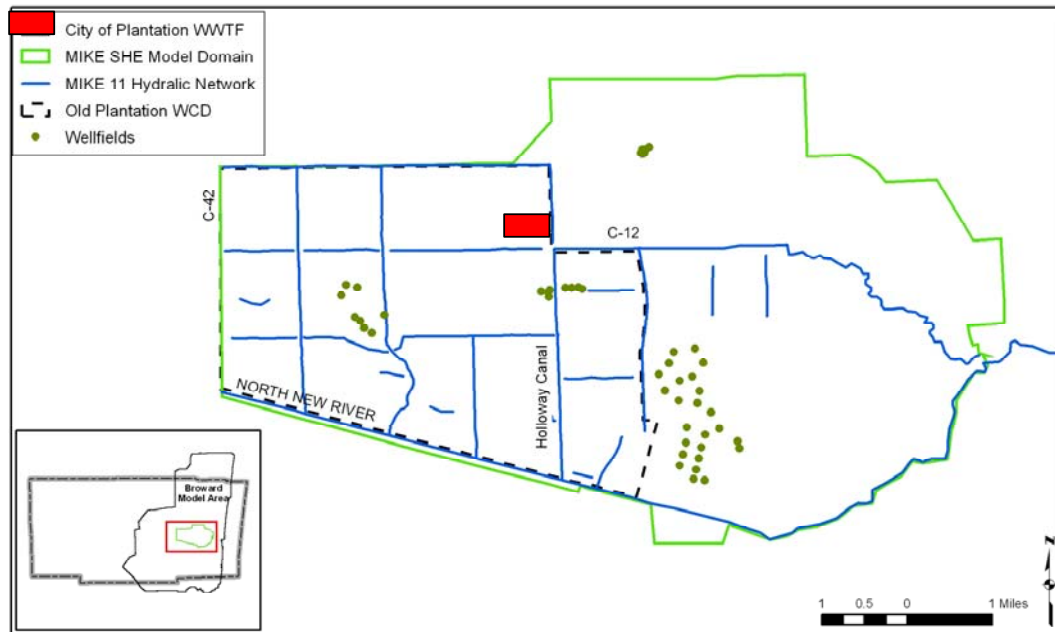 City of Plantation WWTF
MIKE SHE Model Domain
MIKE 11 Hydralic Network
Old Plantation WCD
Wellfields
C-42
C-12
Holloway Canal
NORTH NEW RIVER
Broward
Model Area
N
1 0.5 0 1 Miles